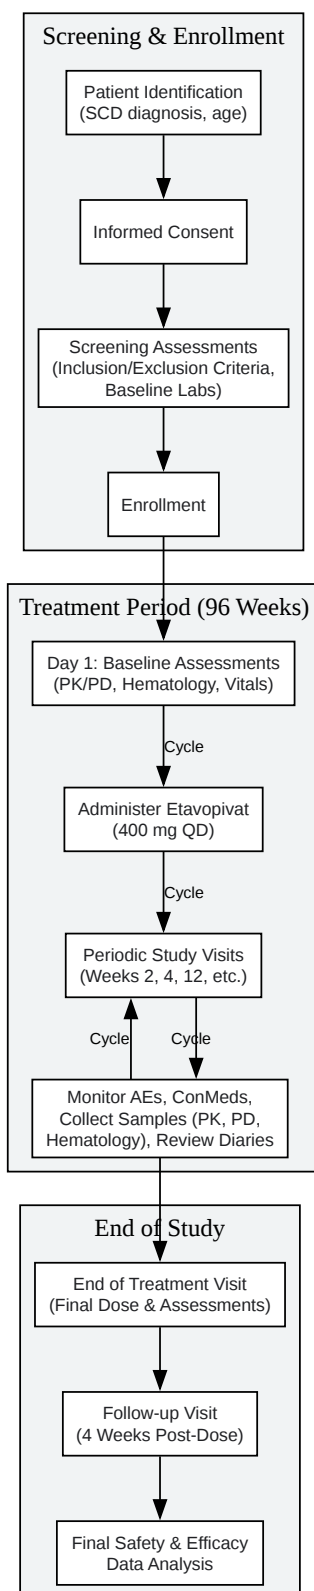 Screening & Enrollment
Patient Identification
(SCD diagnosis, age)
Informed Consent
Screening Assessments
(Inclusion/Exclusion Criteria,
Baseline Labs)
Enrollment
Treatment Period (96 Weeks)
Day 1: Baseline Assessments
(PK/PD, Hematology, Vitals)
Cycle
Administer Etavopivat
(400 mg QD)
Cycle
Periodic Study Visits
(Weeks 2, 4, 12, etc.)
Cycle
Cycle
Monitor AEs, ConMeds,
Collect Samples (PK, PD,
Hematology), Review Diaries
End of Study
End of Treatment Visit
(Final Dose & Assessments)
Follow-up Visit
(4 Weeks Post-Dose)
Final Safety & Efficacy
Data Analysis